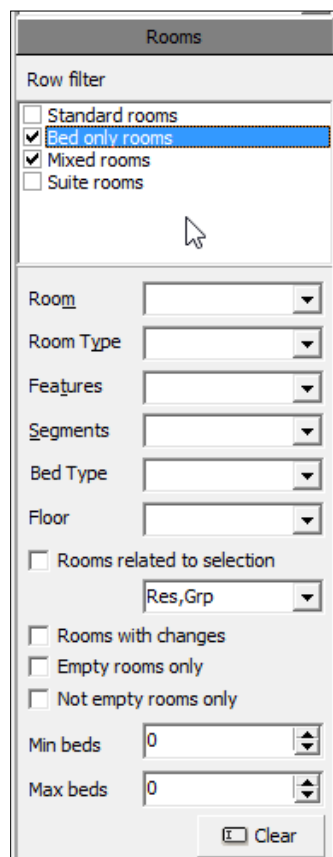 Rooms
Row filter
Standard rooms
Bed only rooms
Mixed rooms
Suite rooms
Room
Room Type
Features
Segments
Bed Type
Floor
Rooms related to selection
Res,Grp
Rooms with changes
Empty rooms only
Not empty rooms only
Min beds 0
Max beds 0
Clear